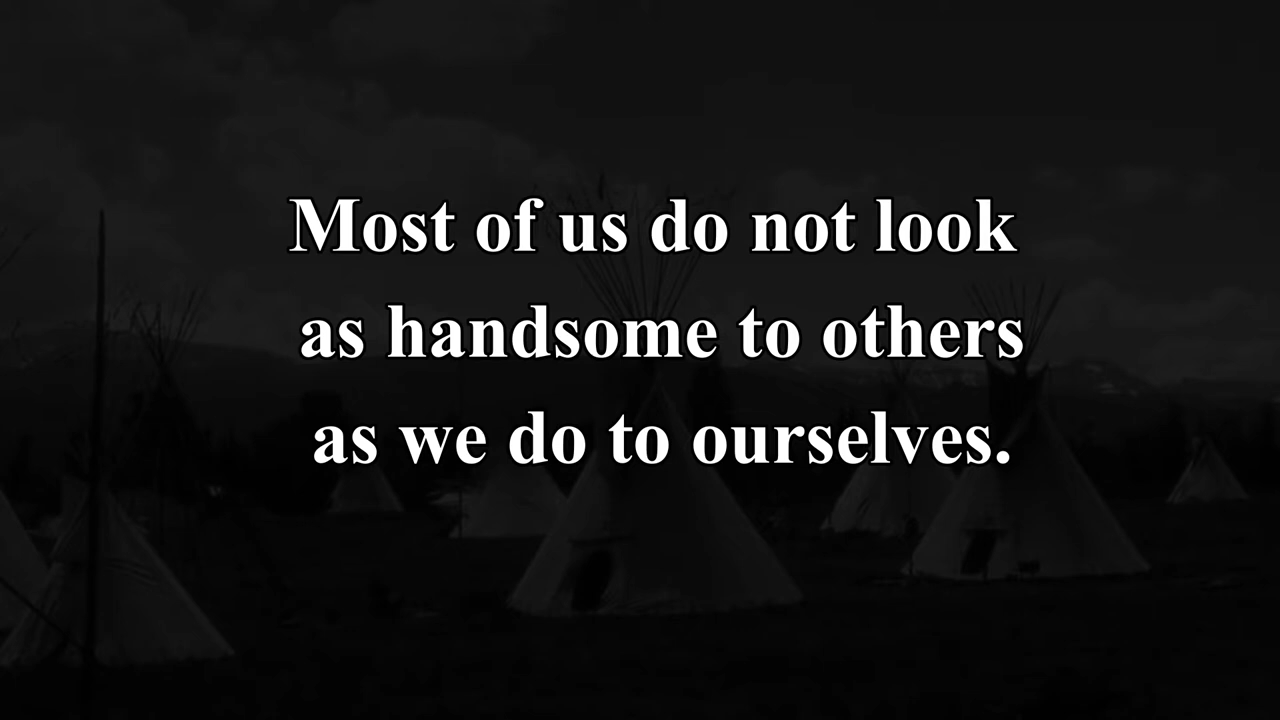 Most of us do not look
as handsome to others
as we do to ourselves.